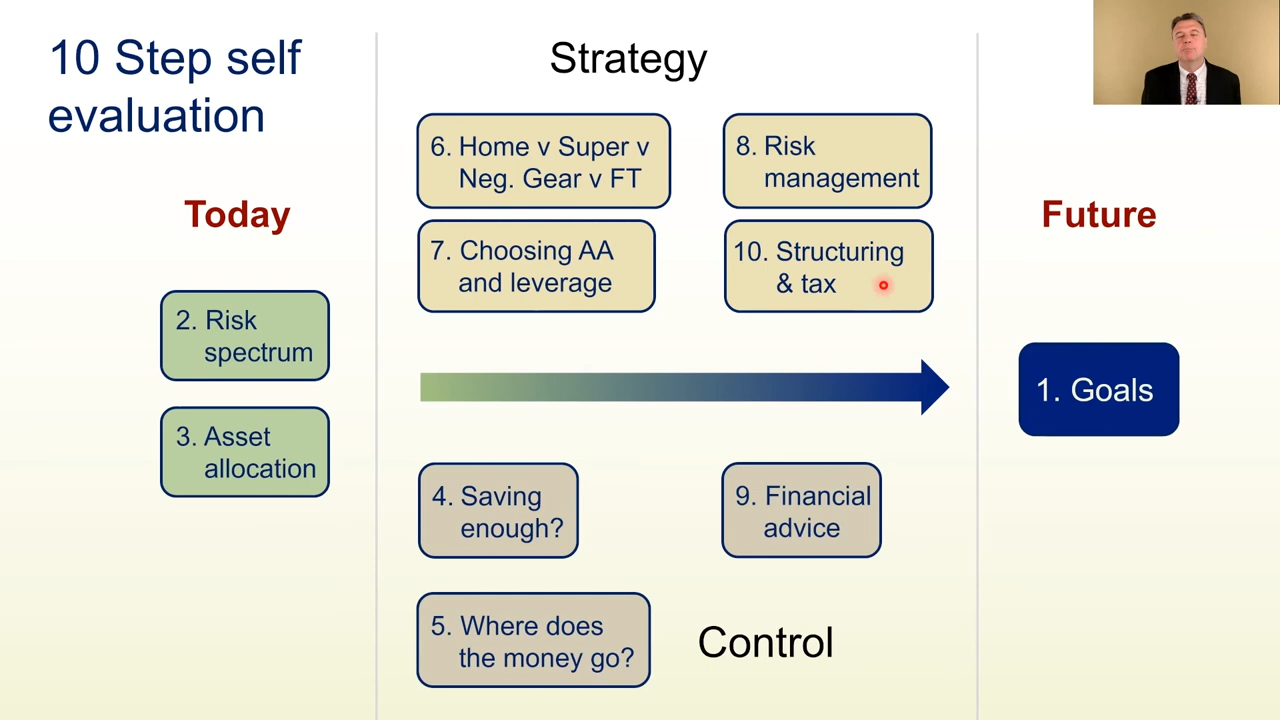 10 Step self
evaluation
Strategy
Today
Future
6. Home v Super v
Neg. Gear v FT
8. Risk
management
7. Choosing AA
and leverage
10. Structuring
& tax
2. Risk
spectrum
3. Asset
allocation
1. Goals
4. Saving
enough?
9. Financial
advice
5. Where does
the money go?
Control